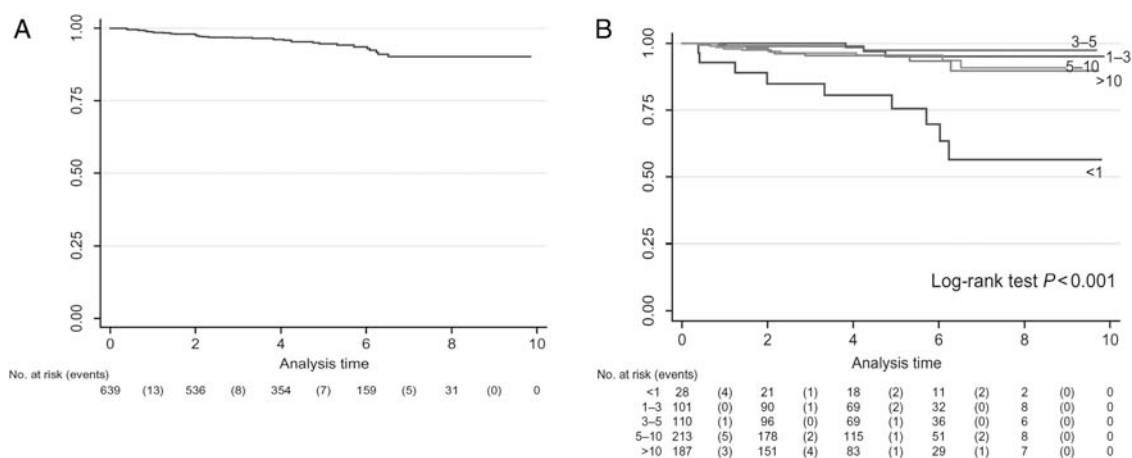 A
1.00
0.75
0.50
0.25
0.00
0 2 4 6 8 10
Analysis time
No. at risk (events)
639 (13) 536 (8) 354 (7) 159 (5) 31 (0) 0
B
1.00
0.75
0.50
0.25
0.00
3–5
1–3
5–10
>10
<1
Log-rank test P<0.001
0 2 4 6 8 10
Analysis time
No. at risk (events)
<1 28 (4) 21 (1) 18 (2) 11 (2) 2 (0) 0
1–3 101 (0) 90 (1) 69 (2) 32 (0) 8 (0) 0
3–5 110 (1) 96 (0) 69 (1) 36 (0) 6 (0) 0
5–10 213 (5) 178 (2) 115 (1) 51 (2) 8 (0) 0
>10 187 (3) 151 (4) 83 (1) 29 (1) 7 (0) 0